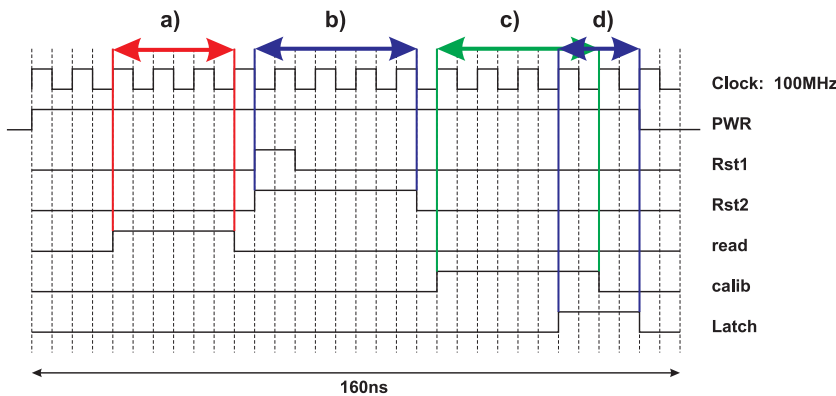 a) b) c) d)
Clock: 100MHz
PWR
Rst1
Rst2
read
calib
Latch
160ns